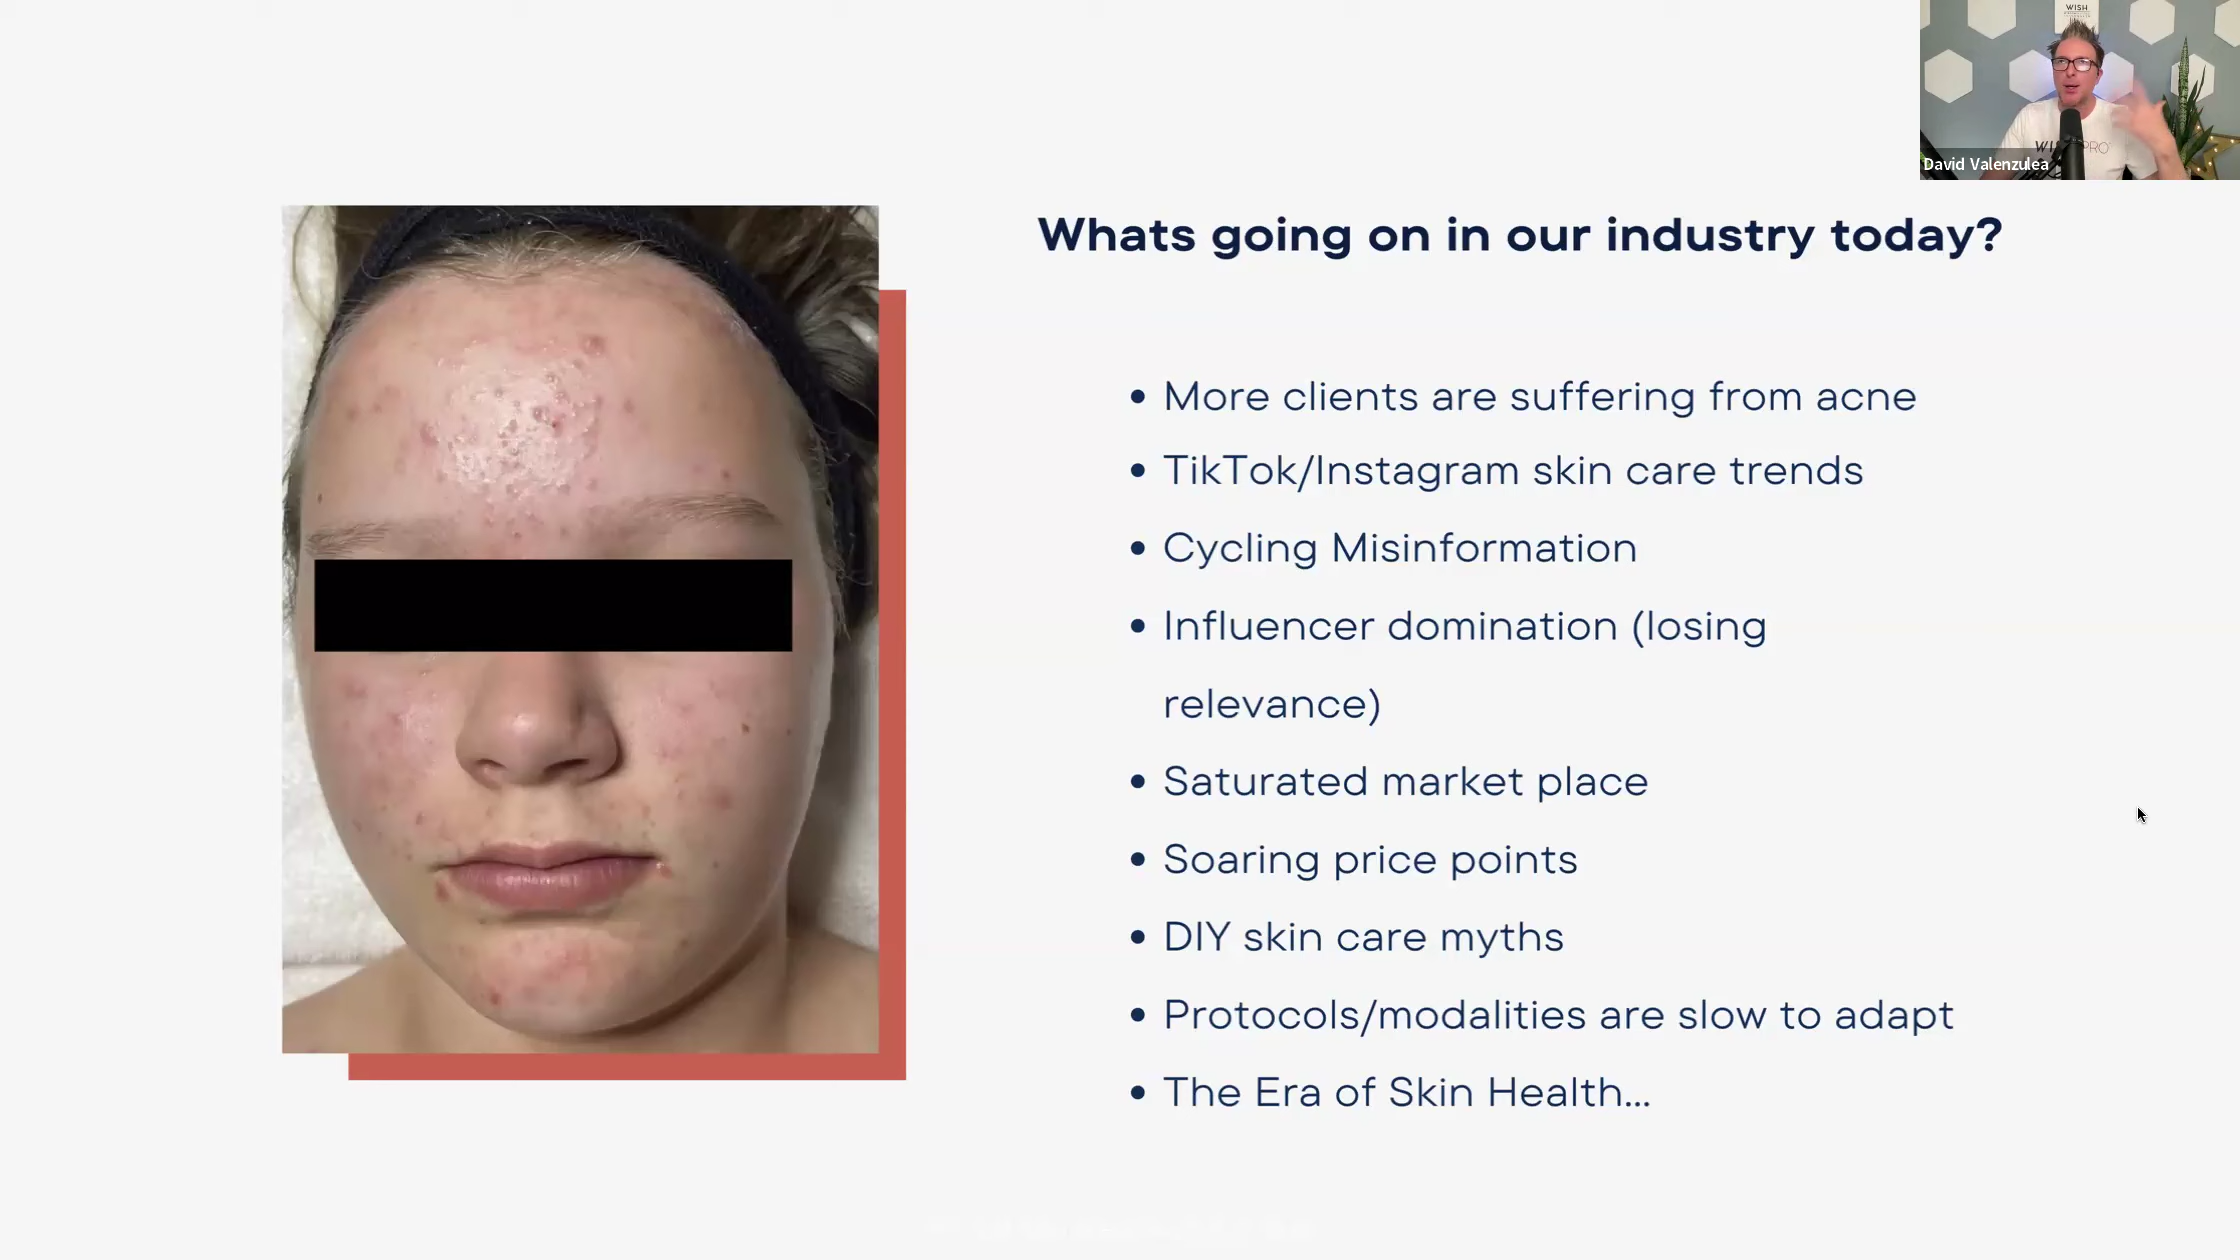 WISH
David Valenzulea
Whats going on in our industry today?
• More clients are suffering from acne
• TikTok/Instagram skin care trends
• Cycling Misinformation
• Influencer domination (losing
relevance)
• Saturated market place
• Soaring price points
• DIY skin care myths
• Protocols/modalities are slow to adapt
• The Era of Skin Health...